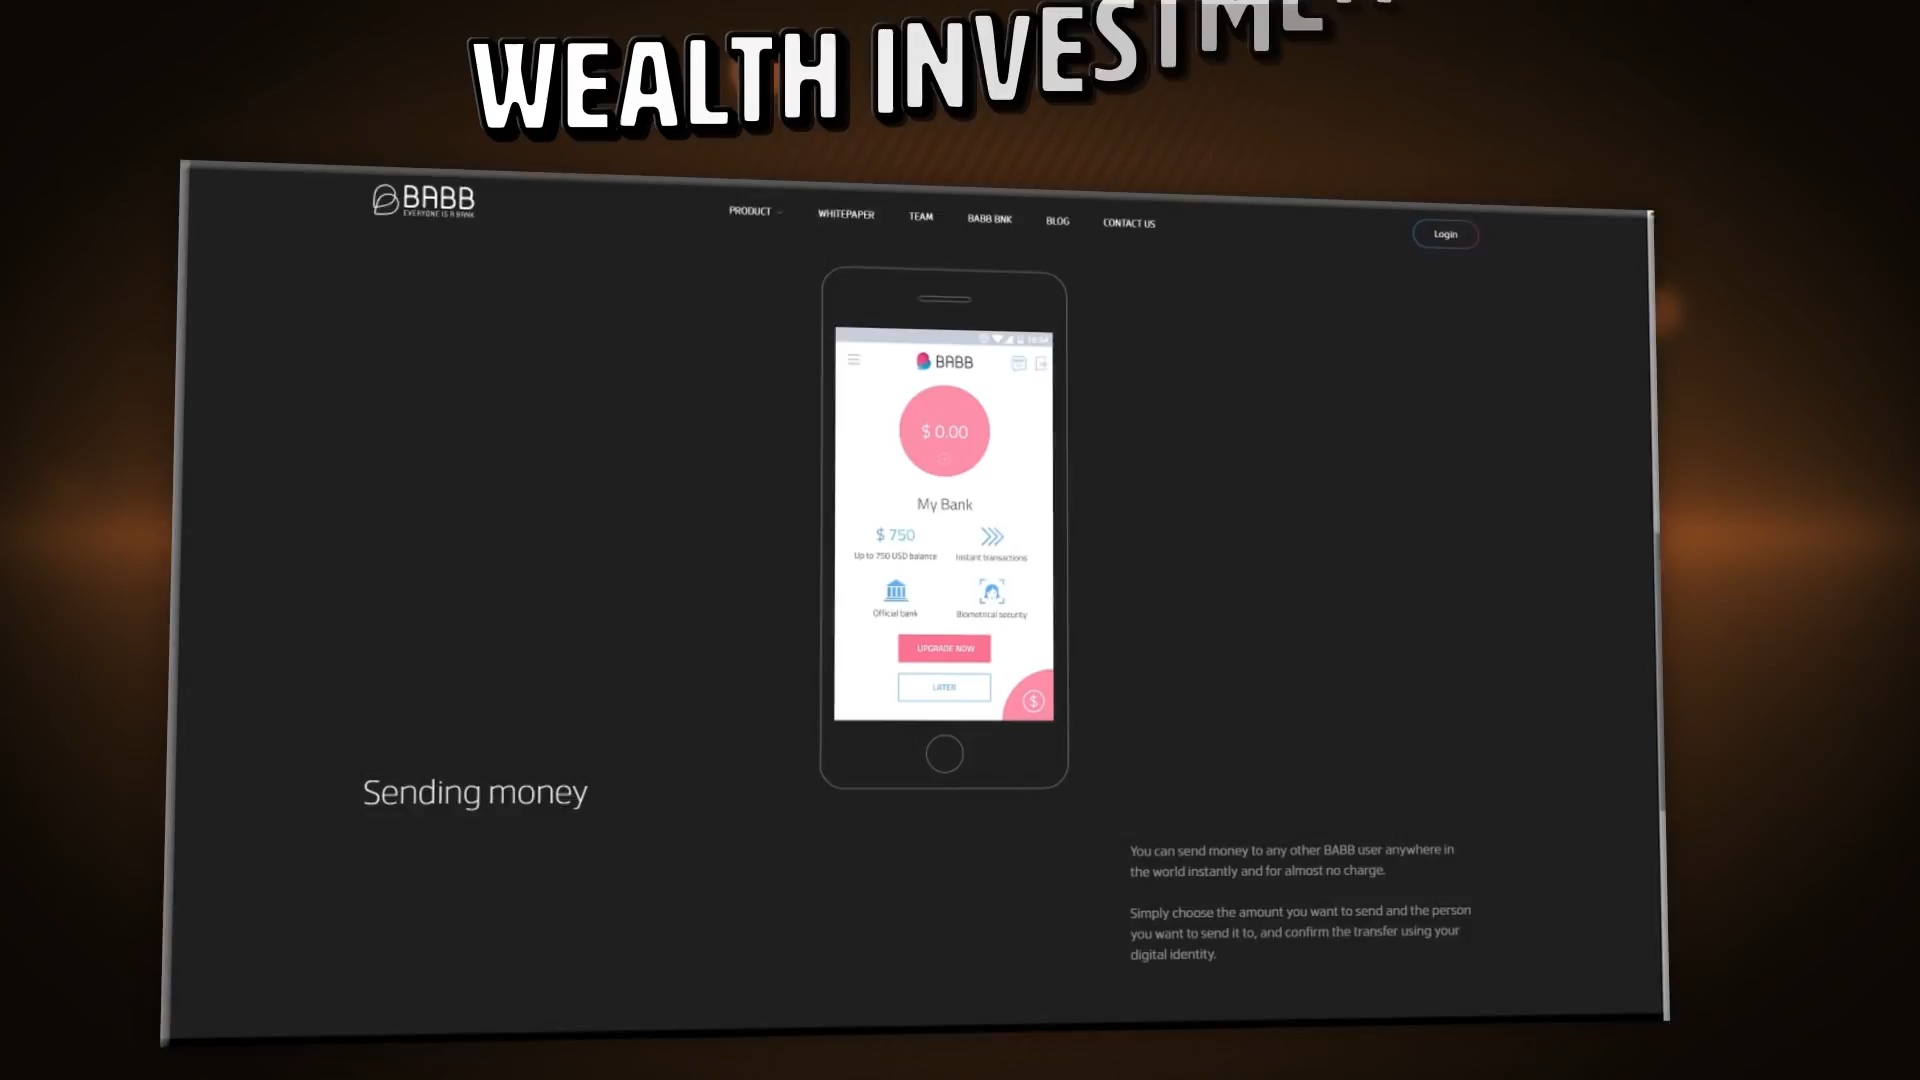 WEALTH INVESTMENT
BABB
EVERYONE IS A BANK
PRODUCT
WHITEPAPER
TEAM
BABB BNK
BLOG
CONTACT US
Login
BABB
$ 0.00
My Bank
$ 750
Up to 750 USD balance
Instant transactions
Official bank
Biometrical security
UPGRADE NOW
LATER
$
Sending money
You can send money to any other BABB user anywhere in
the world instantly and for almost no charge.
Simply choose the amount you want to send and the person
you want to send it to, and confirm the transfer using your
digital identity.